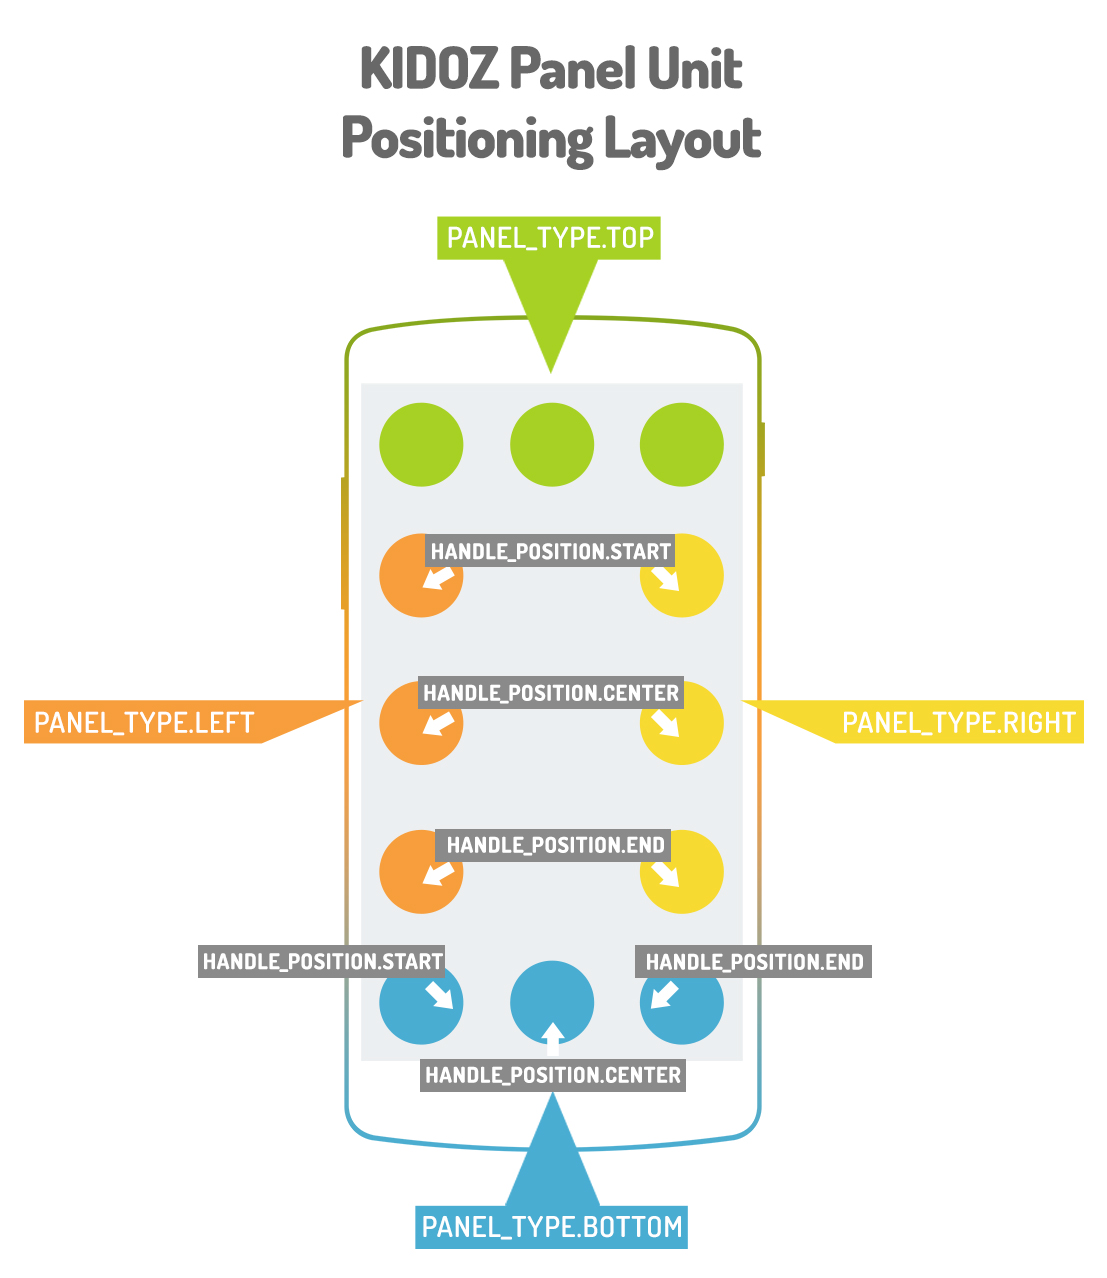 KIDOZ Panel Unit
Positioning Layout
PANEL_TYPE.TOP
HANDLE_POSITION.START
HANDLE_POSITION.CENTER
PANEL_TYPE.LEFT
PANEL_TYPE.RIGHT
HANDLE_POSITION.END
HANDLE_POSITION.START
HANDLE_POSITION.END
HANDLE_POSITION.CENTER
PANEL_TYPE.BOTTOM